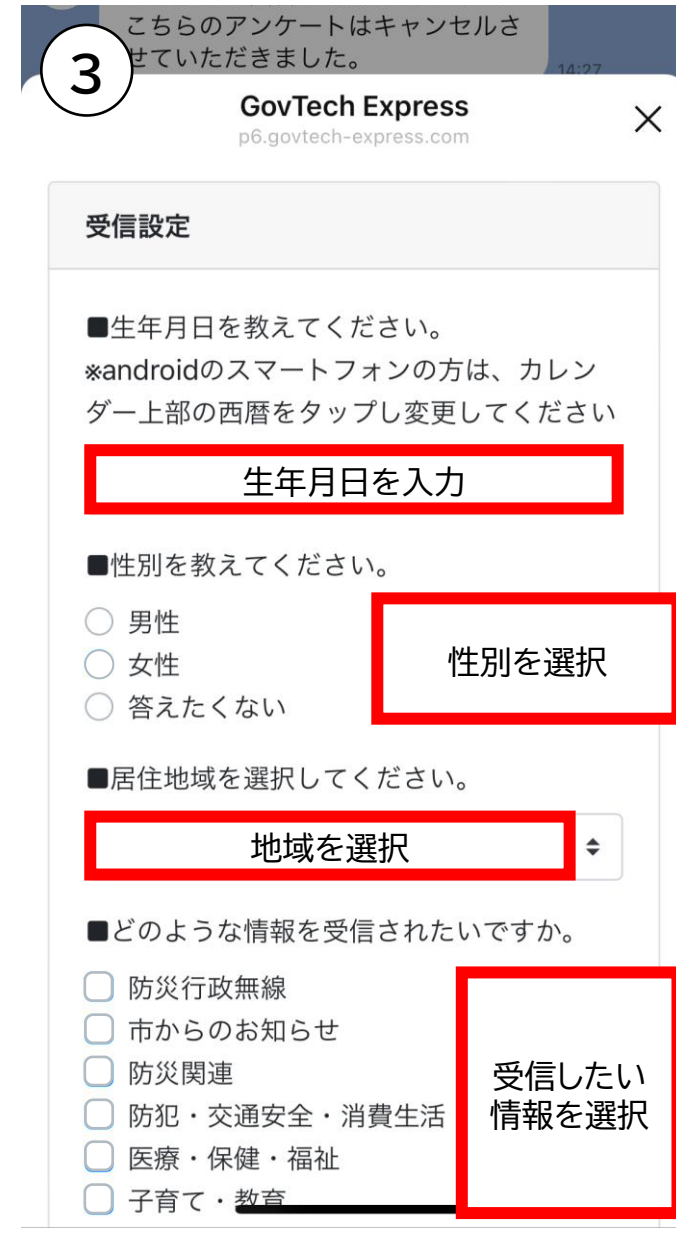 こちらのアンケートはキャンセルさ
せていただきました。
14:27
3
GovTech Express
p6.govtech-express.com
受信設定
■生年月日を教えてください。
※androidのスマートフォンの方は、カレン
ダー上部の西暦をタップし変更してください
生年月日を入力
■性別を教えてください。
男性
女性
答えたくない
性別を選択
■居住地域を選択してください。
地域を選択
■どのような情報を受信されたいですか。
防災行政無線
市からのお知らせ
防災関連
防犯・交通安全・消費生活
医療・保健・福祉
子育て・教育
受信したい
情報を選択